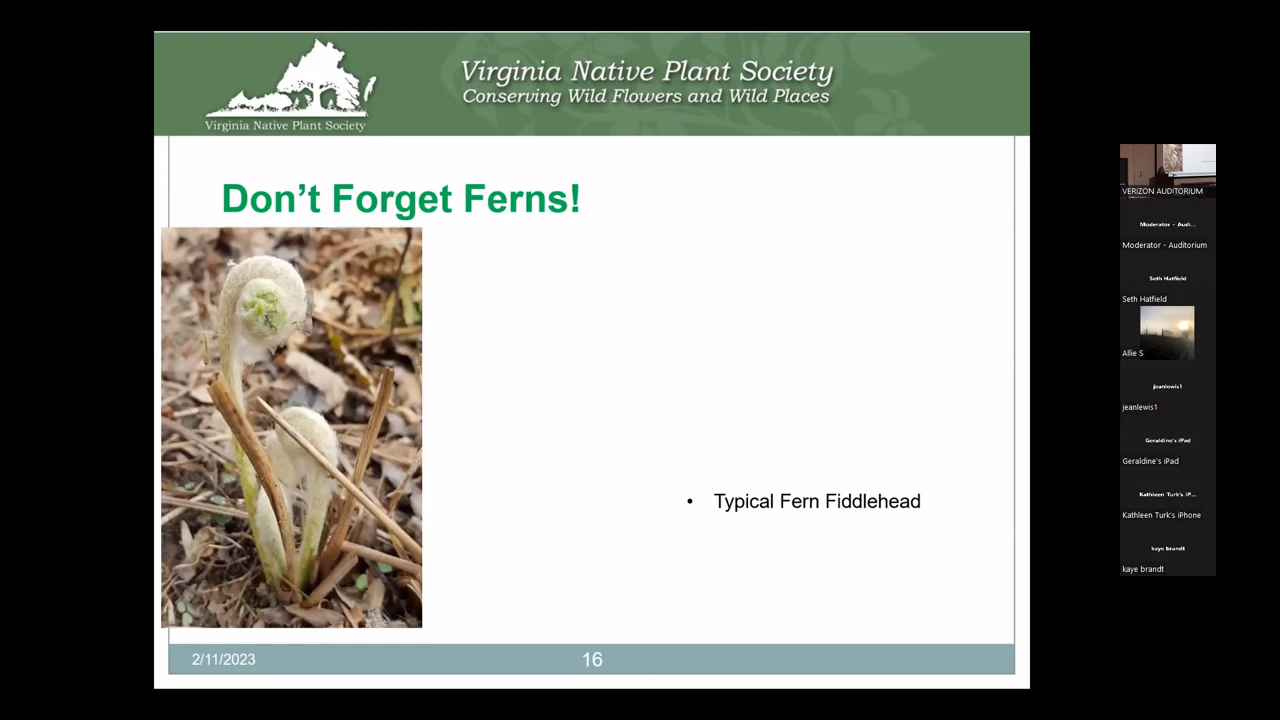 Virginia Native Plant Society
Conserving Wild Flowers and Wild Places
Virginia Native Plant Society
Don't Forget Ferns!
• Typical Fern Fiddlehead
2/11/2023
16
VERIZON AUDITORIUM
Moderator - Audi...
Moderator - Auditorium
Seth Hatfield
Seth Hatfield
Allie S
jeanlewis1
jeanlewis1
Geraldine's iPad
Geraldine's iPad
Kathleen Turk's iP...
Kathleen Turk's iPhone
kaye brandt
kaye brandt